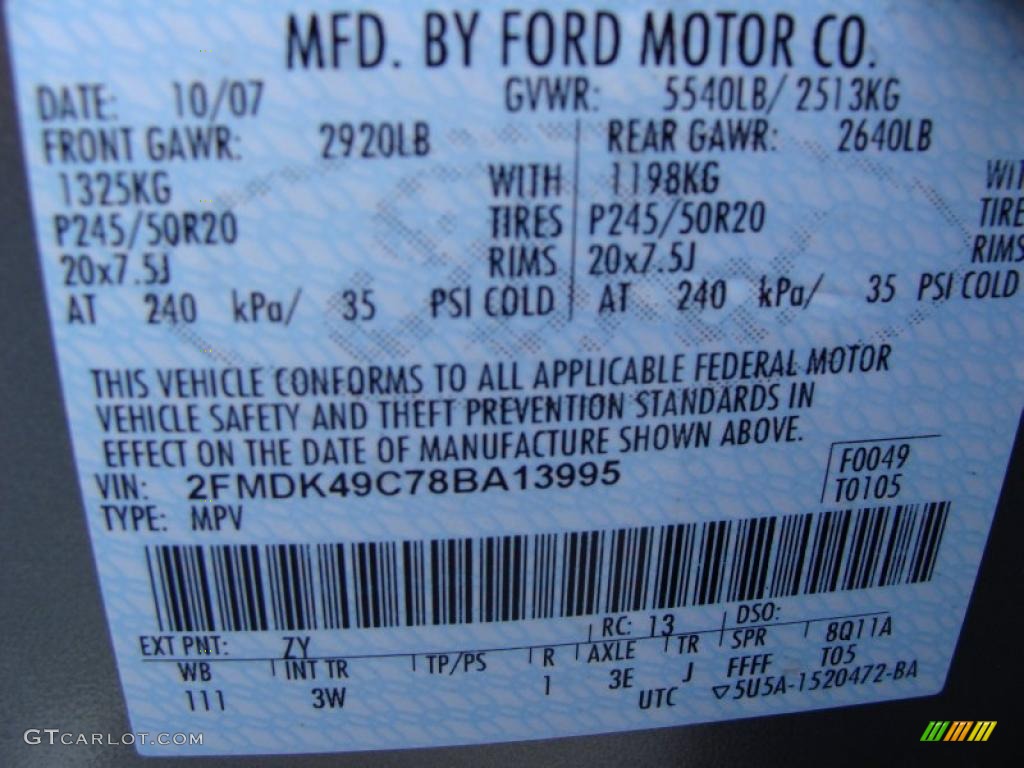 MFD. BY FORD MOTOR CO.
DATE: 10/07 GVWR: 5540LB/ 2513KG
FRONT GAWR: 2920LB REAR GAWR: 2640LB
1325KG WITH 1198KG WIT
P245/50R20 TIRES P245/50R20 TIRE
20x7.5J RIMS 20x7.5J RIMS
AT 240 kPa/ 35 PSI COLD AT 240 kPa/ 35 PSI COLD
THIS VEHICLE CONFORMS TO ALL APPLICABLE FEDERAL MOTOR
VEHICLE SAFETY AND THEFT PREVENTION STANDARDS IN
EFFECT ON THE DATE OF MANUFACTURE SHOWN ABOVE.
VIN: 2FMDK49C78BA13995 F0049
TYPE: MPV T0105
EXT PNT: ZY RC: 13 DSO:
WB INT TR TP/PS R AXLE TR SPR 8Q11A
111 3W 1 3E J FFFF T05
UTC ▽5U5A-1520472-BA
GTCARLOT.COM